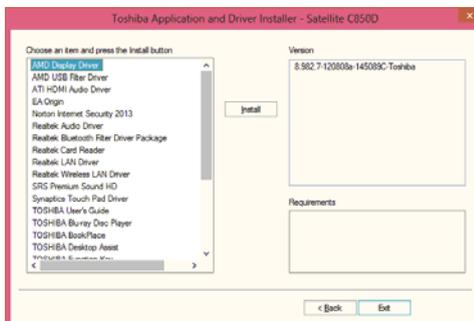 Toshiba Application and Driver Installer - Satellite C850D
Choose an item and press the Install button
AMD Display Driver
AMD USB Filter Driver
ATI HDMI Audio Driver
EA Origin
Norton Internet Security 2013
Realtek Audio Driver
Realtek Bluetooth Filter Driver Package
Realtek Card Reader
Realtek LAN Driver
Realtek Wireless LAN Driver
SRS Premium Sound HD
Synaptics Touch Pad Driver
TOSHIBA User's Guide
TOSHIBA Blu-ray Disc Player
TOSHIBA BookPlace
TOSHIBA Desktop Assist
TOSHIBA Function Key
Install
Version
8.982.7-120808a-145089C-Toshiba
Requirements
< Back
Exit